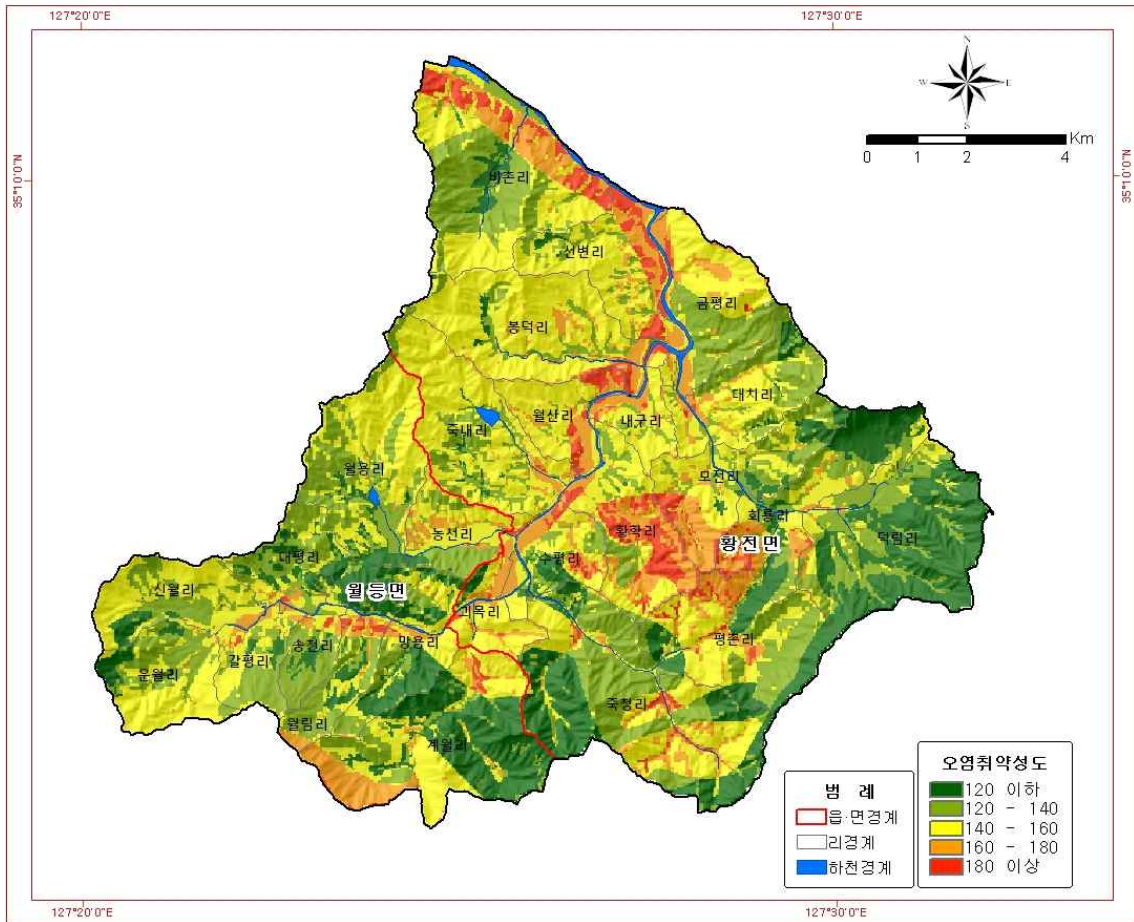 127°20'0"E
127°30'0"E
N
W
E
S
Km
0
1
2
4
35°10'0"N
35°10'0"N
비촌리
선변리
금평리
봉덕리
대치리
월산리
내구리
죽내리
월용리
모전리
회룡리
황학리
황전면
덕림리
농선리
수평리
대평리
월등면
신월리
괴목리
송천리
망용리
평촌리
갈평리
운월리
죽청리
월림리
계월리
범 례
읍·면경계
리경계
하천경계
오염취약성도
120 이하
120 - 140
140 - 160
160 - 180
180 이상
127°20'0"E
127°30'0"E